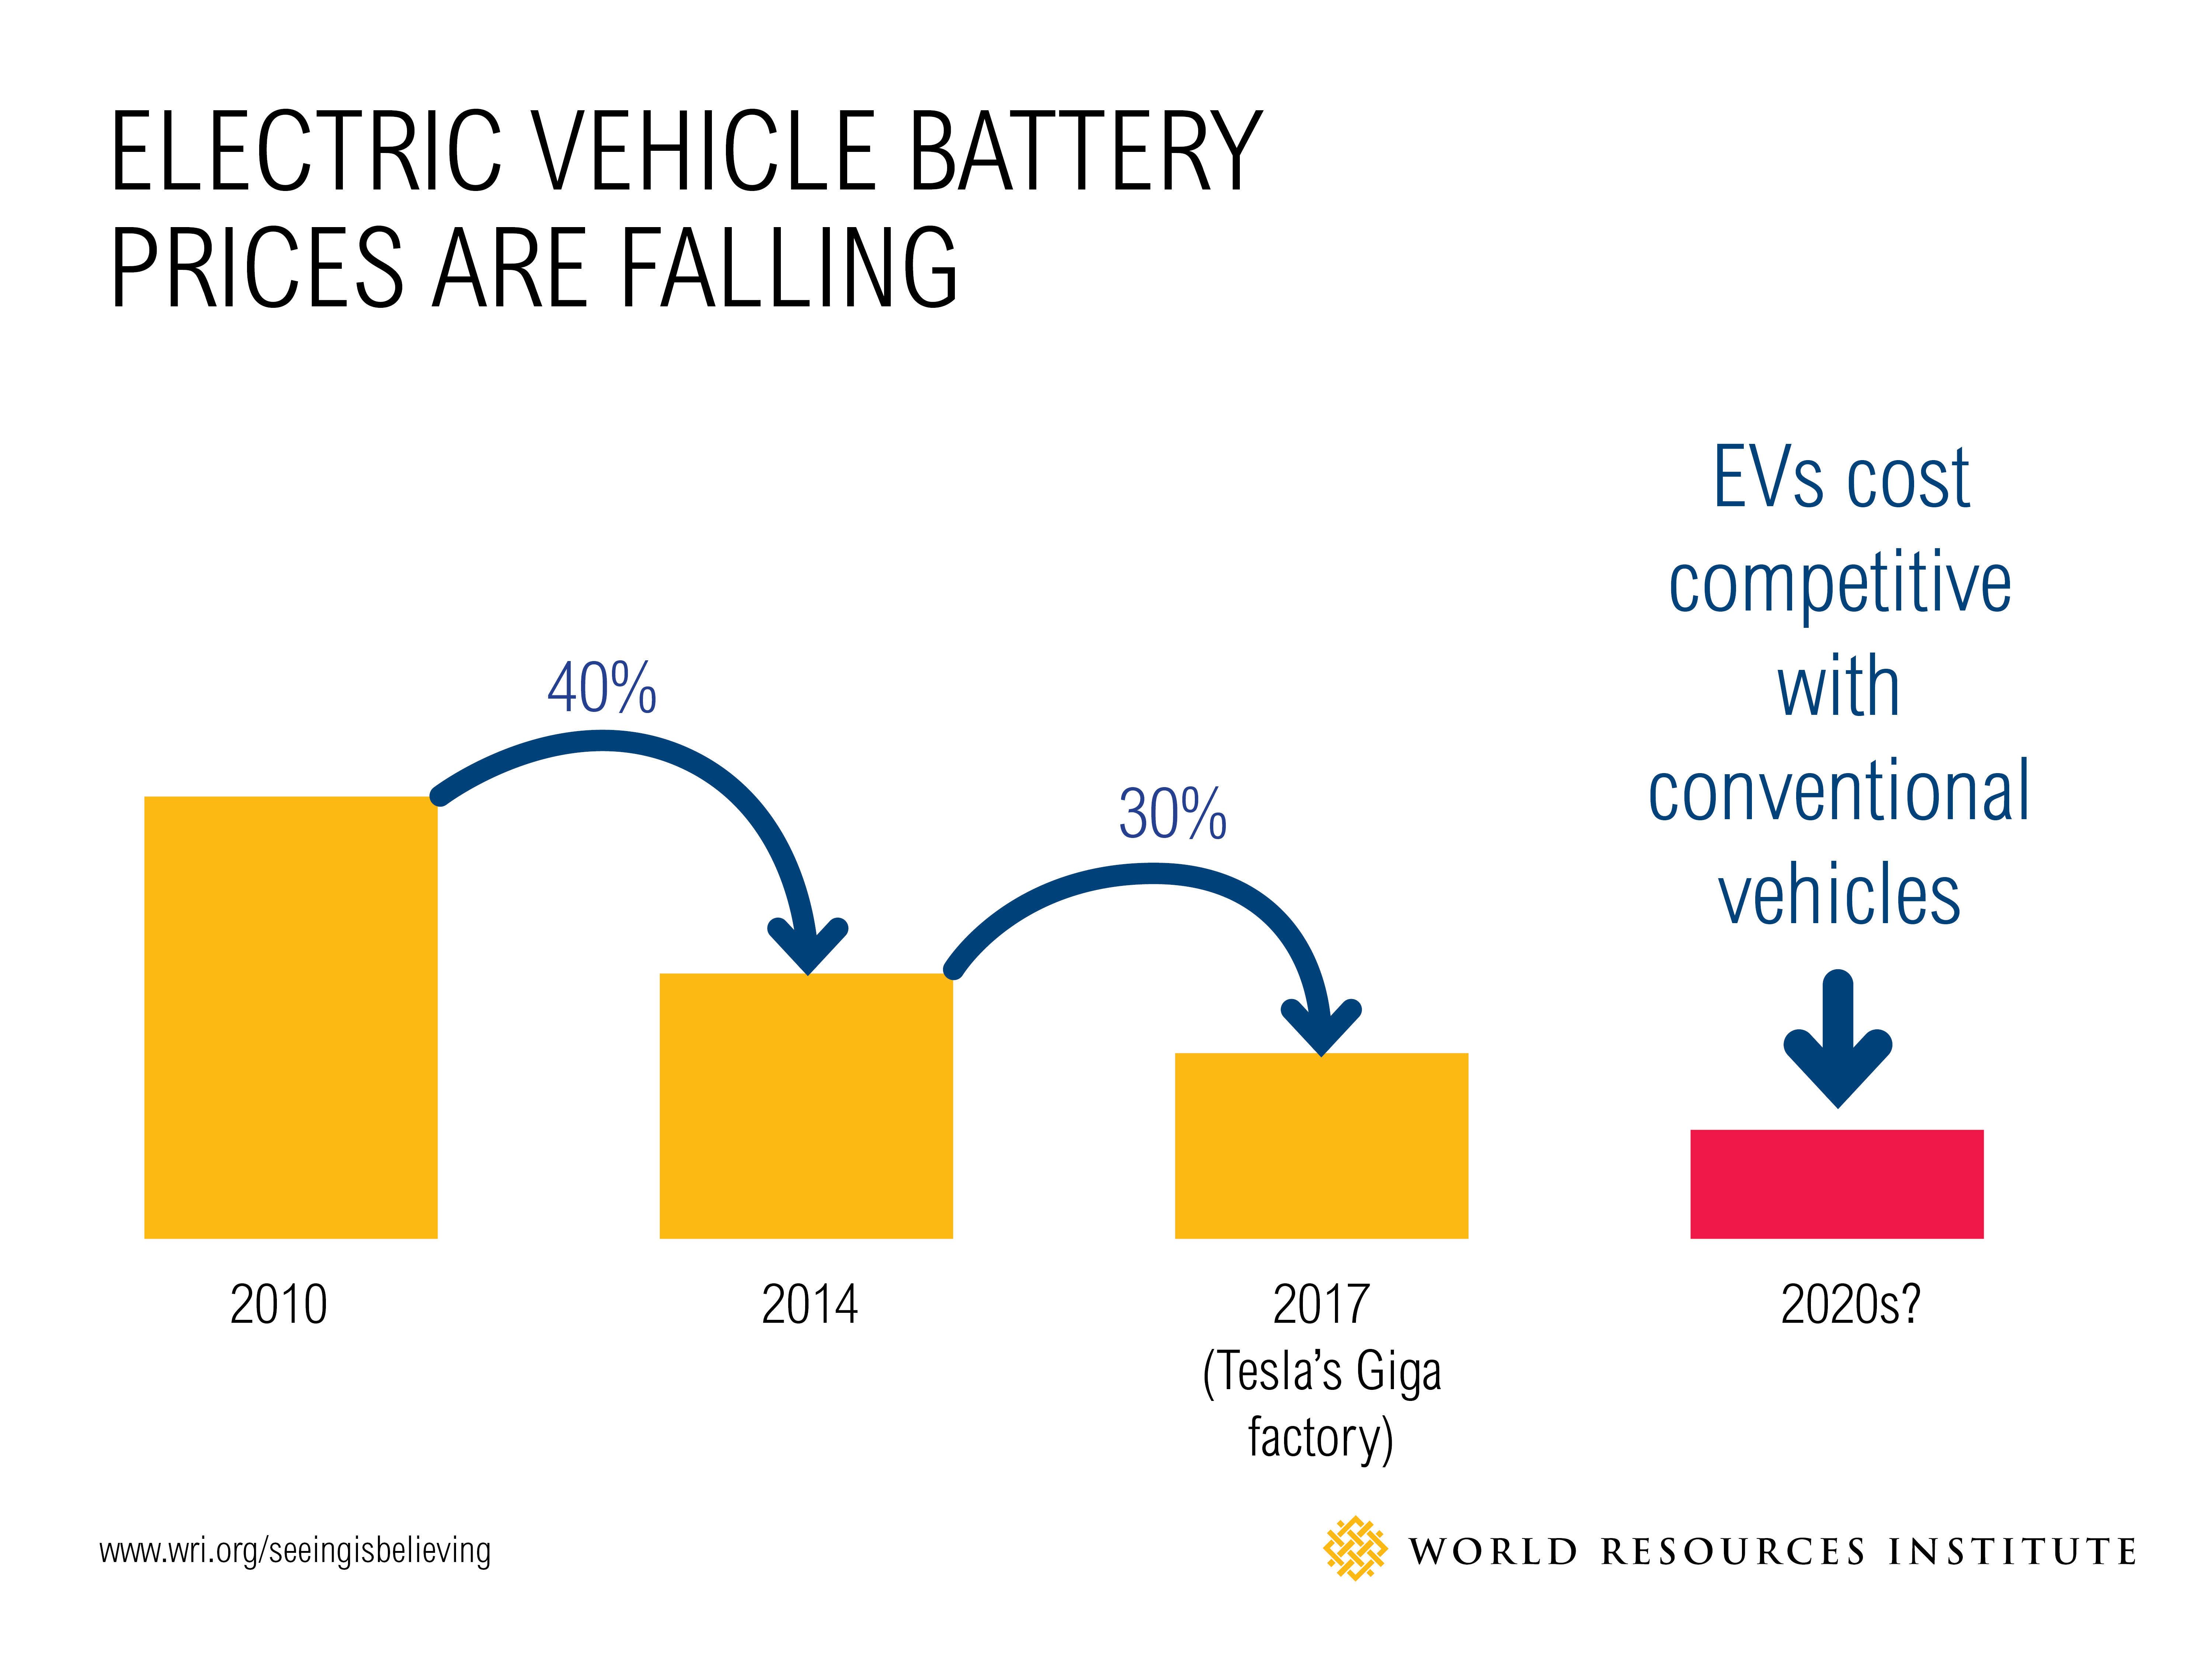 ELECTRIC VEHICLE BATTERY
PRICES ARE FALLING
EVs cost
competitive
with
conventional
vehicles
40%
30%
2010
2014
2017
(Tesla’s Giga
factory)
2020s?
www.wri.org/seeingisbelieving
WORLD RESOURCES INSTITUTE